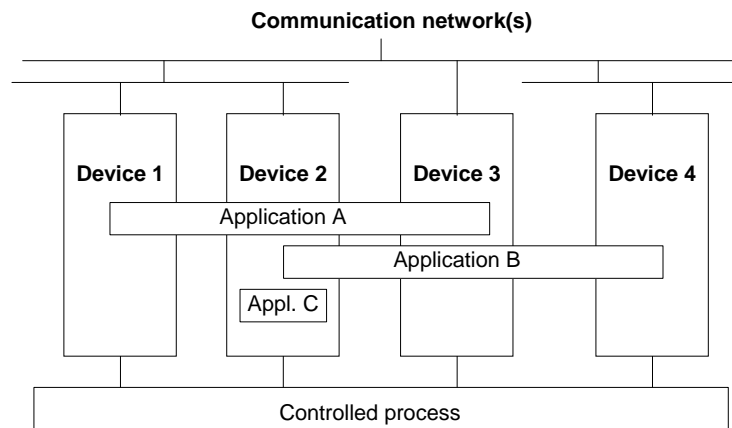 Communication network(s)
Device 1
Device 2
Device 3
Device 4
Application A
Application B
Appl. C
Controlled process